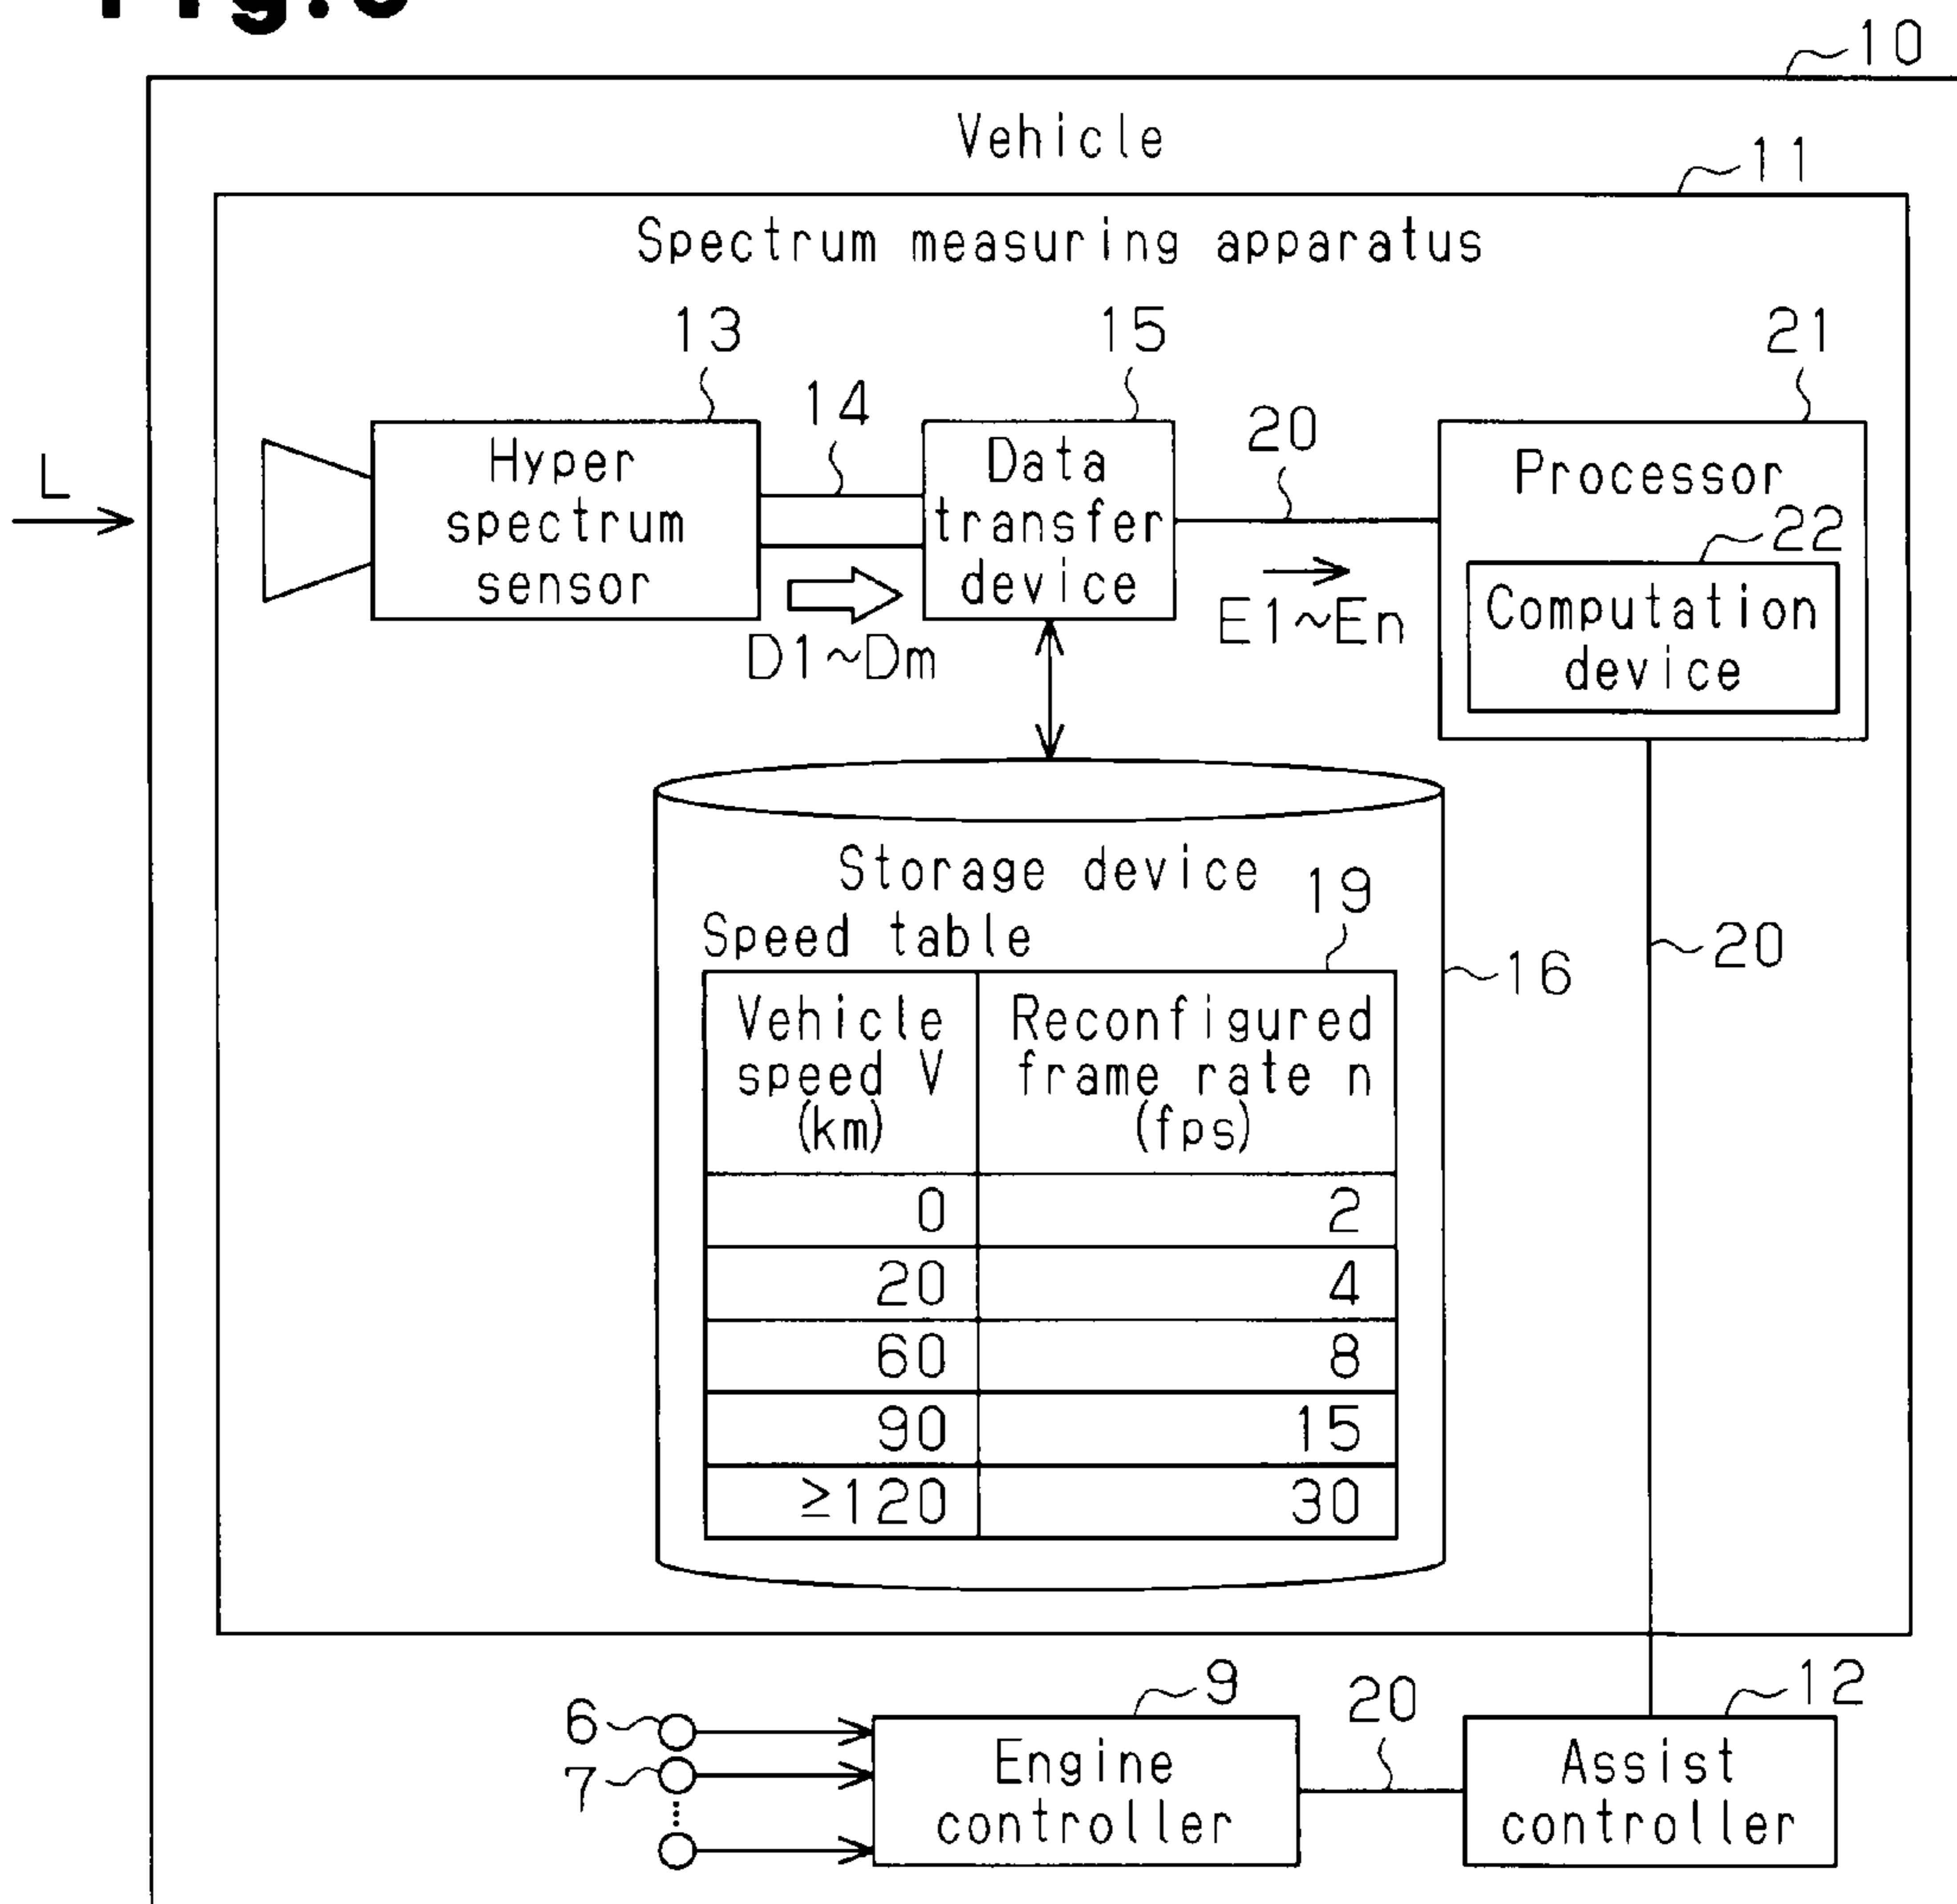 10
Vehicle
11
Spectrum measuring apparatus
13
15
21
14
20
L
Hyper
spectrum
sensor
Data
transfer
device
Processor
22
Computation
device
D1~Dm
E1~En
Storage device
19
Speed table
20
16
Vehicle
speed V
(km)
Reconfigured
frame rate n
(fps)
0 2
20 4
60 8
90 15
≥120 30
9
20
12
6
7
Engine
controller
Assist
controller